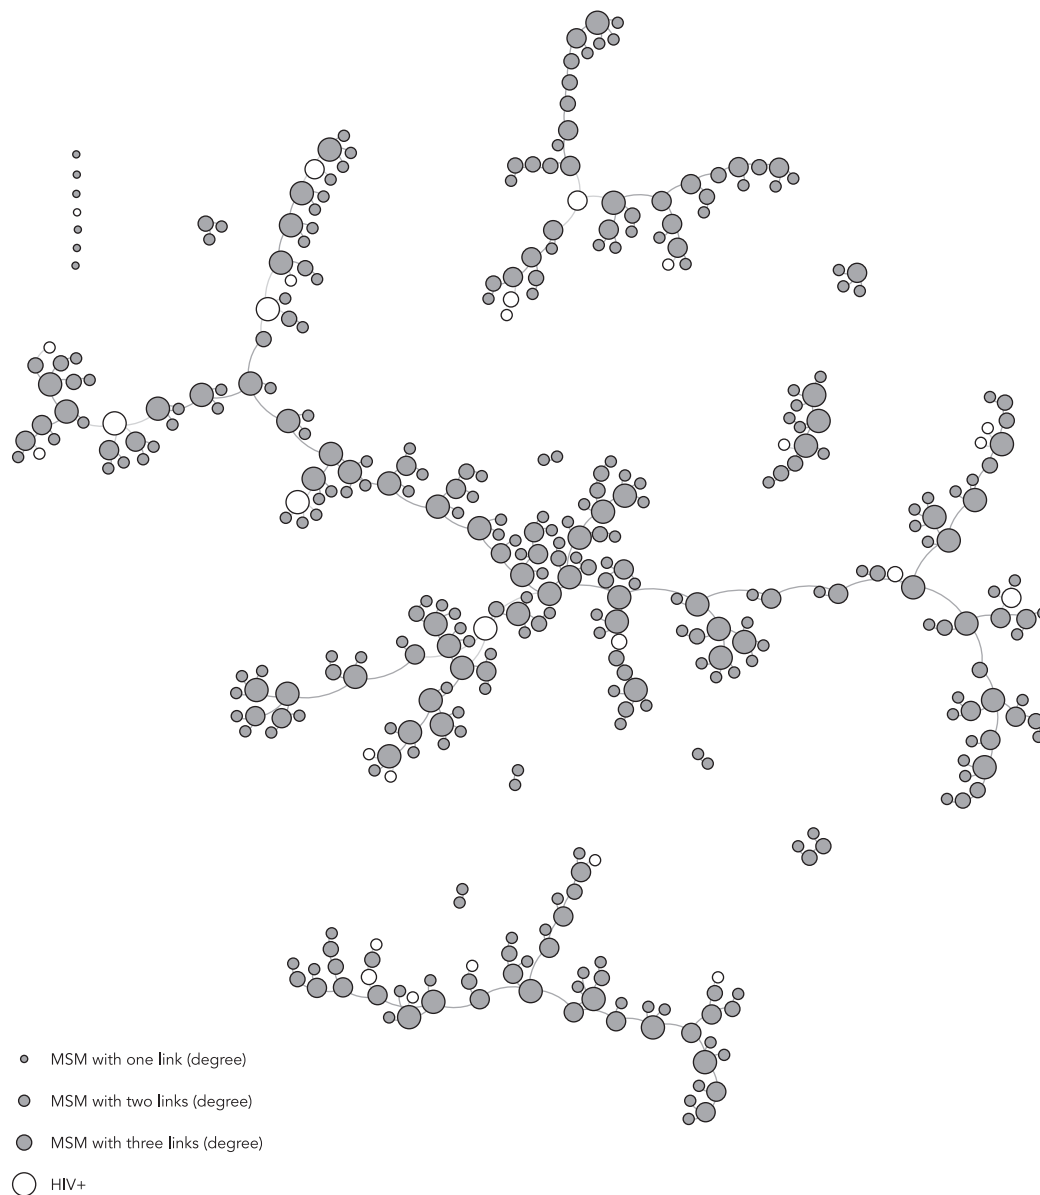 MSM with one link (degree)
MSM with two links (degree)
MSM with three links (degree)
HIV+